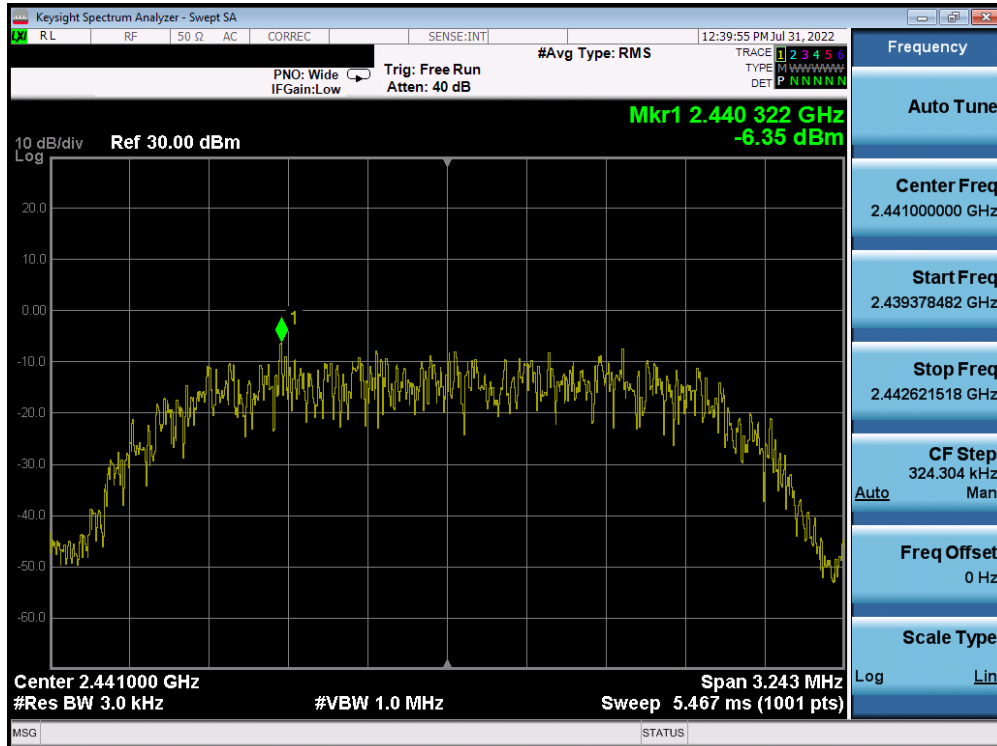 Keysight Spectrum Analyzer - Swept SA
LXI RL RF 50 Ω AC CORREC SENSE:INT 12:39:55 PM Jul 31, 2022
#Avg Type: RMS TRACE 1 2 3 4 5 6
PNO: Wide Trig: Free Run TYPE M WWWWW
IFGain:Low Atten: 40 dB DET P N N N N N
Mkr1 2.440 322 GHz
-6.35 dBm
10 dB/div Ref 30.00 dBm
Log
20.0
10.0
0.00
1
-10.0
-20.0
-30.0
-40.0
-50.0
-60.0
Center 2.441000 GHz Span 3.243 MHz
#Res BW 3.0 kHz #VBW 1.0 MHz Sweep 5.467 ms (1001 pts)
MSG STATUS
Frequency
Auto Tune
Center Freq
2.441000000 GHz
Start Freq
2.439378482 GHz
Stop Freq
2.442621518 GHz
CF Step
324.304 kHz
Auto Man
Freq Offset
0 Hz
Scale Type
Log Lin